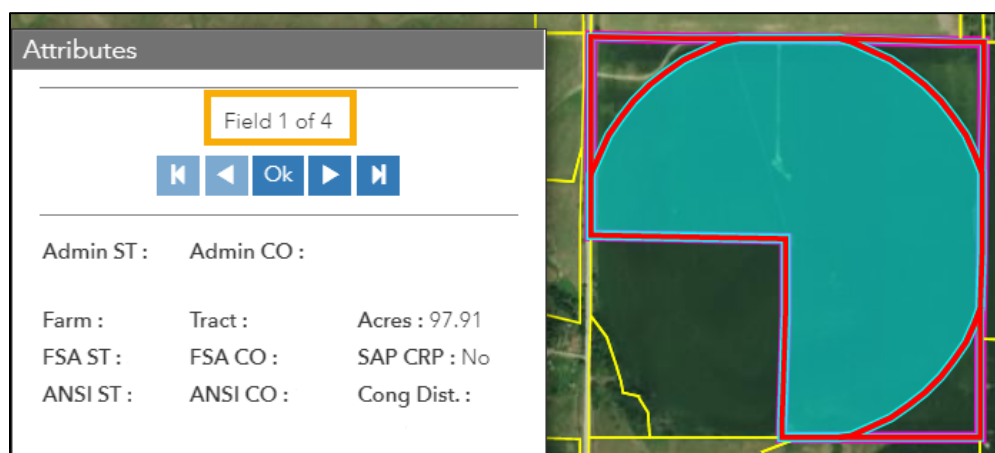 Attributes
Field 1 of 4
Ok
Admin ST : Admin CO :
Farm : Tract : Acres : 97.91
FSA ST : FSA CO : SAP CRP : No
ANSI ST : ANSI CO : Cong Dist. :